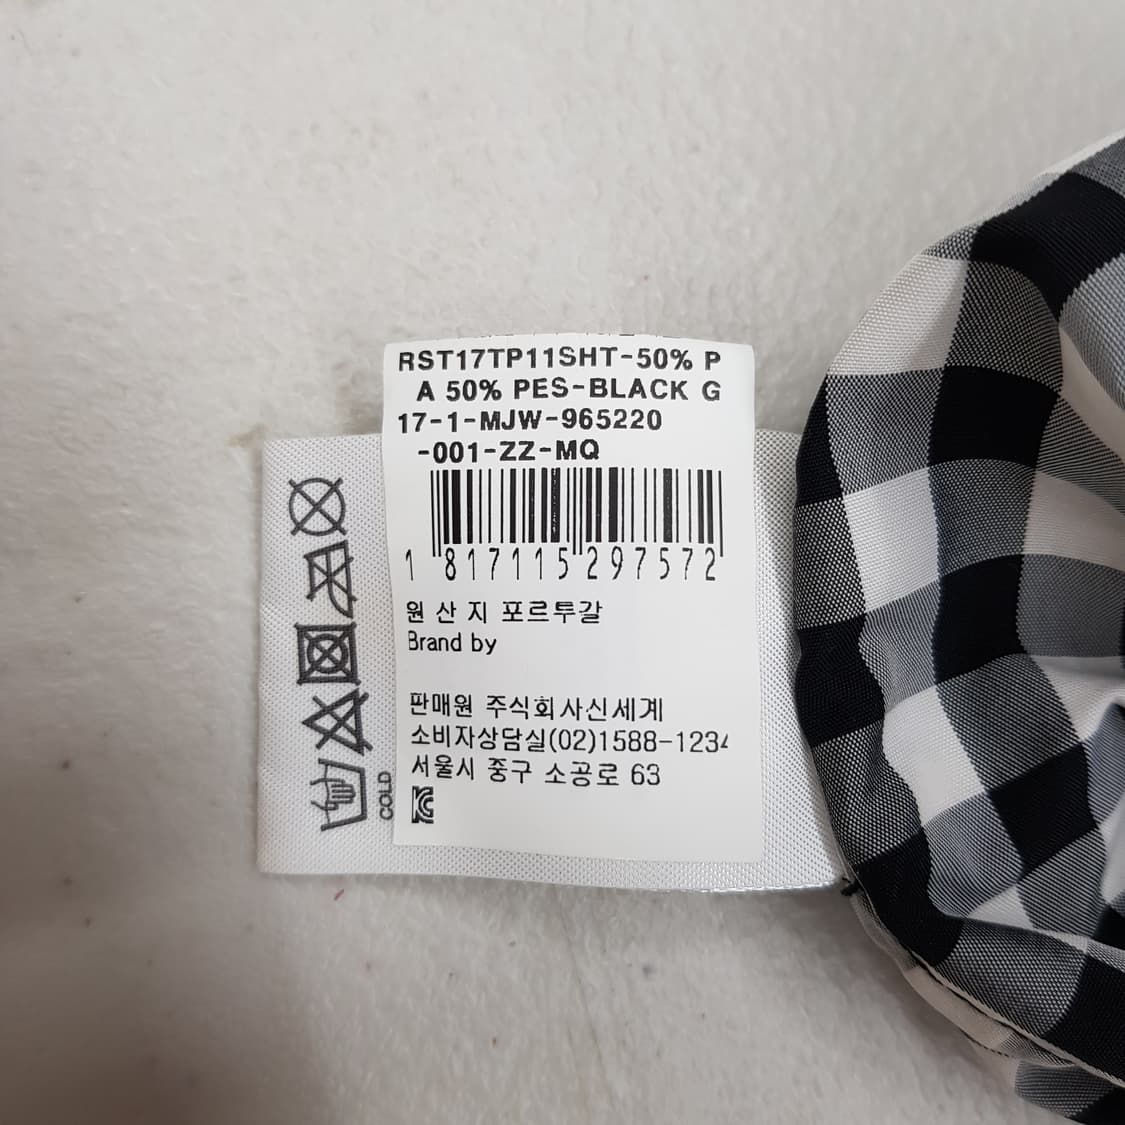 RST17TP11SHT-50% P
A 50% PES-BLACK G
17-1-MJW-965220
-001-ZZ-MQ
1 817115 297572
원 산 지 포르투갈
Brand by
판매원 주식회사신세계
소비자상담실(02)1588-1234
서울시 중구 소공로 63
KC
COLD